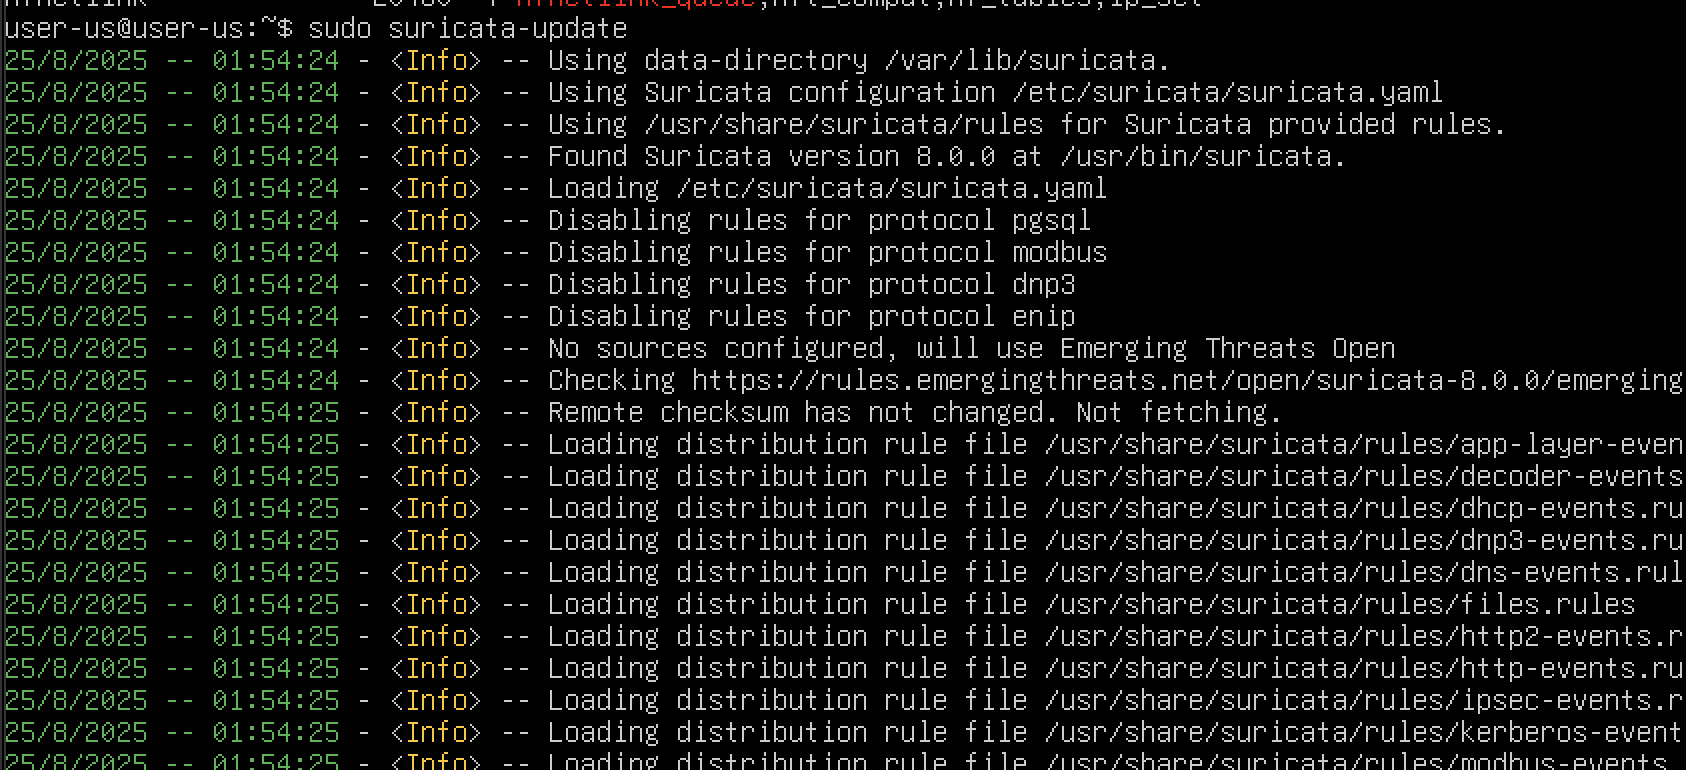 nfnetlink 20480 4 nfnetlink_queue,nft_compat,nf_tables,ip_set
user-us@user-us:~$ sudo suricata-update
25/8/2025 -- 01:54:24 - <Info> -- Using data-directory /var/lib/suricata.
25/8/2025 -- 01:54:24 - <Info> -- Using Suricata configuration /etc/suricata/suricata.yaml
25/8/2025 -- 01:54:24 - <Info> -- Using /usr/share/suricata/rules for Suricata provided rules.
25/8/2025 -- 01:54:24 - <Info> -- Found Suricata version 8.0.0 at /usr/bin/suricata.
25/8/2025 -- 01:54:24 - <Info> -- Loading /etc/suricata/suricata.yaml
25/8/2025 -- 01:54:24 - <Info> -- Disabling rules for protocol pgsql
25/8/2025 -- 01:54:24 - <Info> -- Disabling rules for protocol modbus
25/8/2025 -- 01:54:24 - <Info> -- Disabling rules for protocol dnp3
25/8/2025 -- 01:54:24 - <Info> -- Disabling rules for protocol enip
25/8/2025 -- 01:54:24 - <Info> -- No sources configured, will use Emerging Threats Open
25/8/2025 -- 01:54:24 - <Info> -- Checking https://rules.emergingthreats.net/open/suricata-8.0.0/emerging
25/8/2025 -- 01:54:25 - <Info> -- Remote checksum has not changed. Not fetching.
25/8/2025 -- 01:54:25 - <Info> -- Loading distribution rule file /usr/share/suricata/rules/app-layer-even
25/8/2025 -- 01:54:25 - <Info> -- Loading distribution rule file /usr/share/suricata/rules/decoder-events
25/8/2025 -- 01:54:25 - <Info> -- Loading distribution rule file /usr/share/suricata/rules/dhcp-events.ru
25/8/2025 -- 01:54:25 - <Info> -- Loading distribution rule file /usr/share/suricata/rules/dnp3-events.ru
25/8/2025 -- 01:54:25 - <Info> -- Loading distribution rule file /usr/share/suricata/rules/dns-events.rul
25/8/2025 -- 01:54:25 - <Info> -- Loading distribution rule file /usr/share/suricata/rules/files.rules
25/8/2025 -- 01:54:25 - <Info> -- Loading distribution rule file /usr/share/suricata/rules/http2-events.r
25/8/2025 -- 01:54:25 - <Info> -- Loading distribution rule file /usr/share/suricata/rules/http-events.ru
25/8/2025 -- 01:54:25 - <Info> -- Loading distribution rule file /usr/share/suricata/rules/ipsec-events.r
25/8/2025 -- 01:54:25 - <Info> -- Loading distribution rule file /usr/share/suricata/rules/kerberos-event
25/8/2025 -- 01:54:25 - <Info> -- Loading distribution rule file /usr/share/suricata/rules/modbus-events